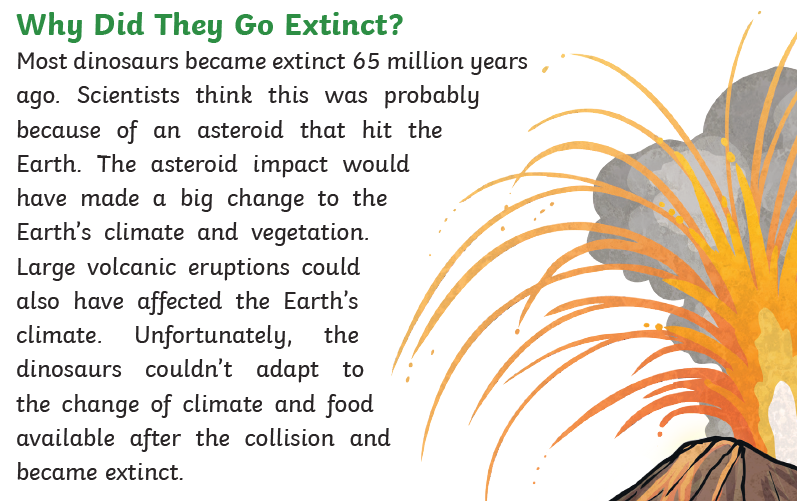 Why Did They Go Extinct?
Most dinosaurs became extinct 65 million years
ago. Scientists think this was probably
because of an asteroid that hit the
Earth. The asteroid impact would
have made a big change to the
Earth's climate and vegetation.
Large volcanic eruptions could
also have affected the Earth's
climate. Unfortunately, the
dinosaurs couldn't adapt to
the change of climate and food
available after the collision and
became extinct.